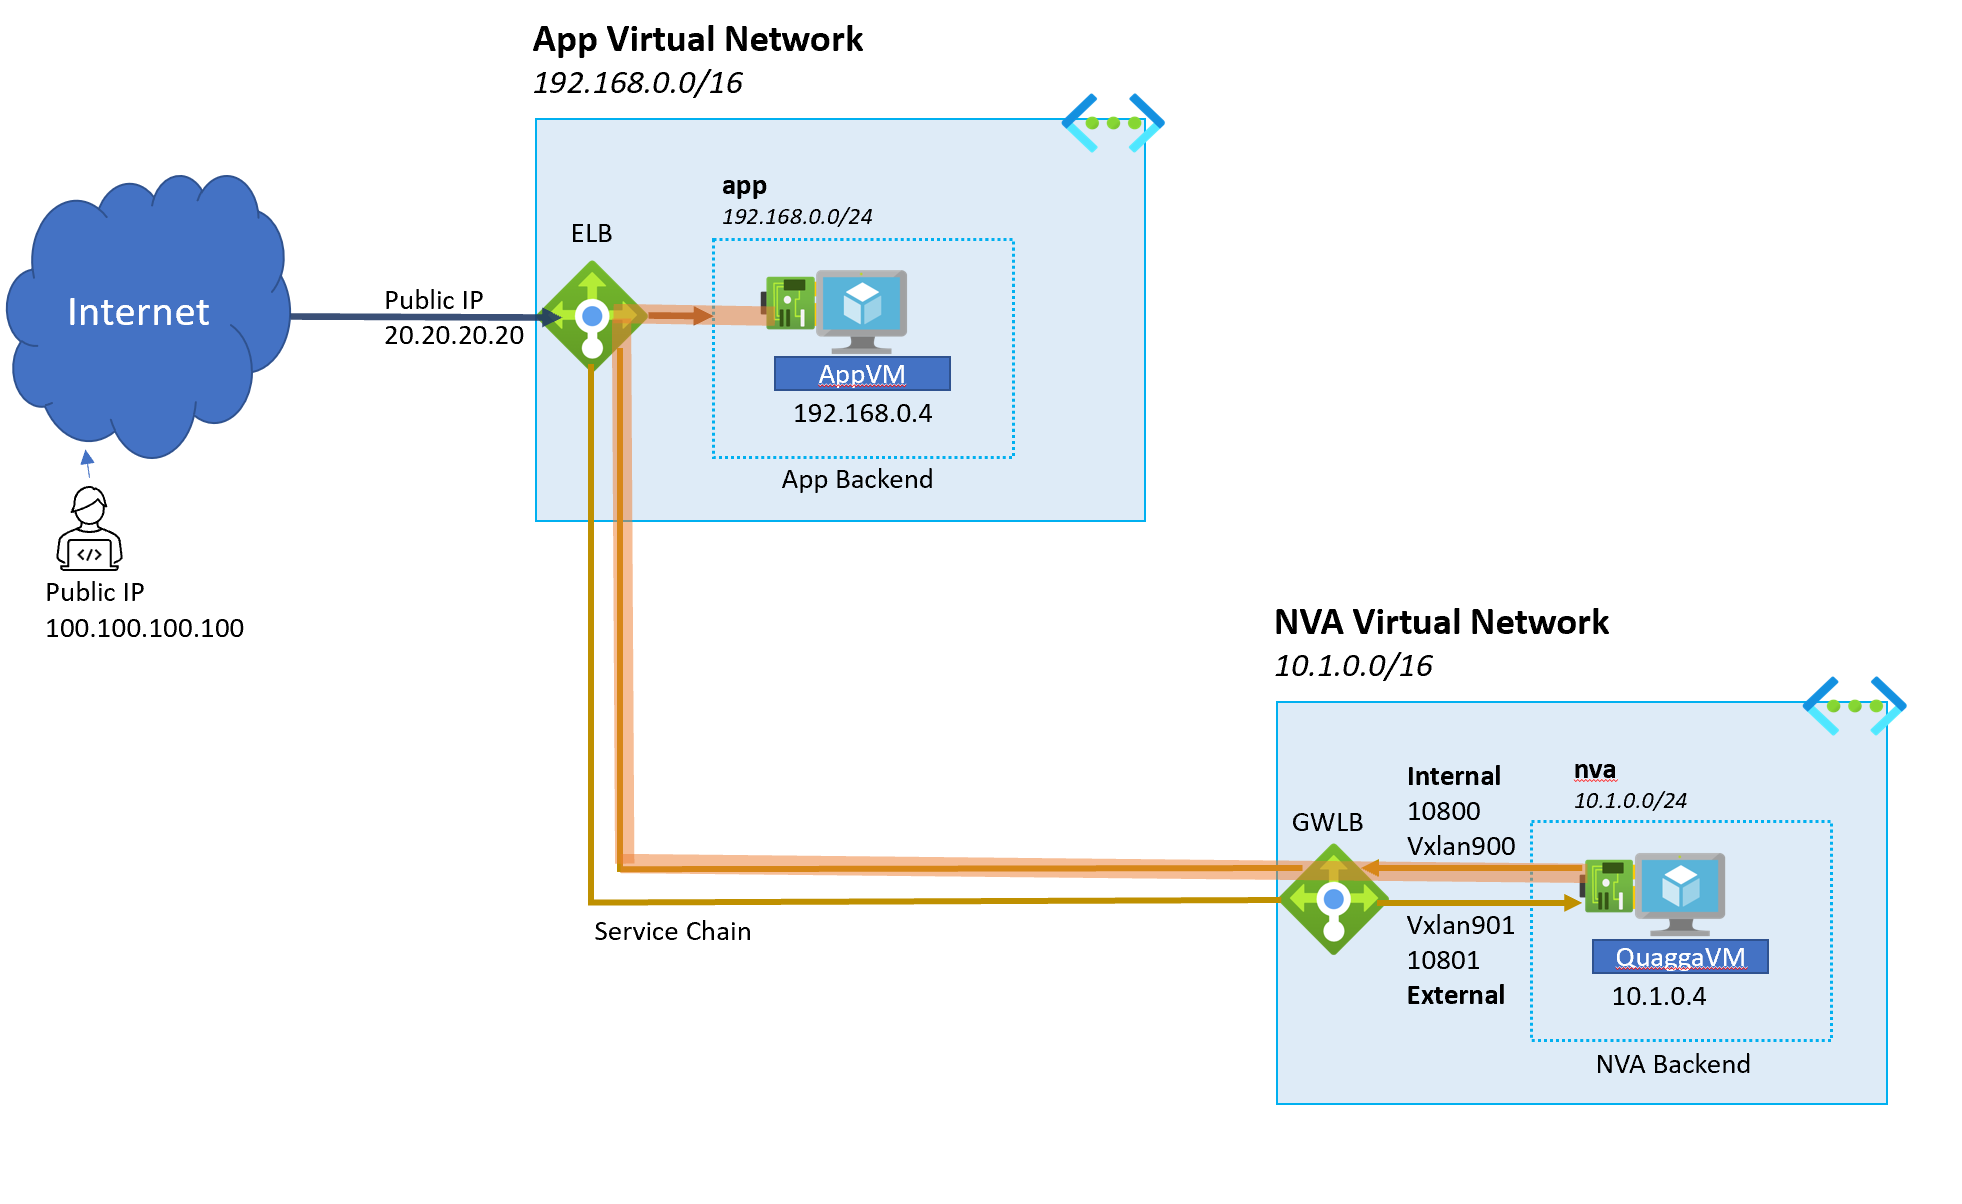 App Virtual Network
192.168.0.0/16
app
192.168.0.0/24
ELB
Internet
Public IP
20.20.20.20
AppVM
192.168.0.4
App Backend
</>
Public IP
100.100.100.100
NVA Virtual Network
10.1.0.0/16
Internal
10800
Vxlan900
nva
10.1.0.0/24
GWLB
Service Chain
Vxlan901
10801
External
QuaggaVM
10.1.0.4
NVA Backend